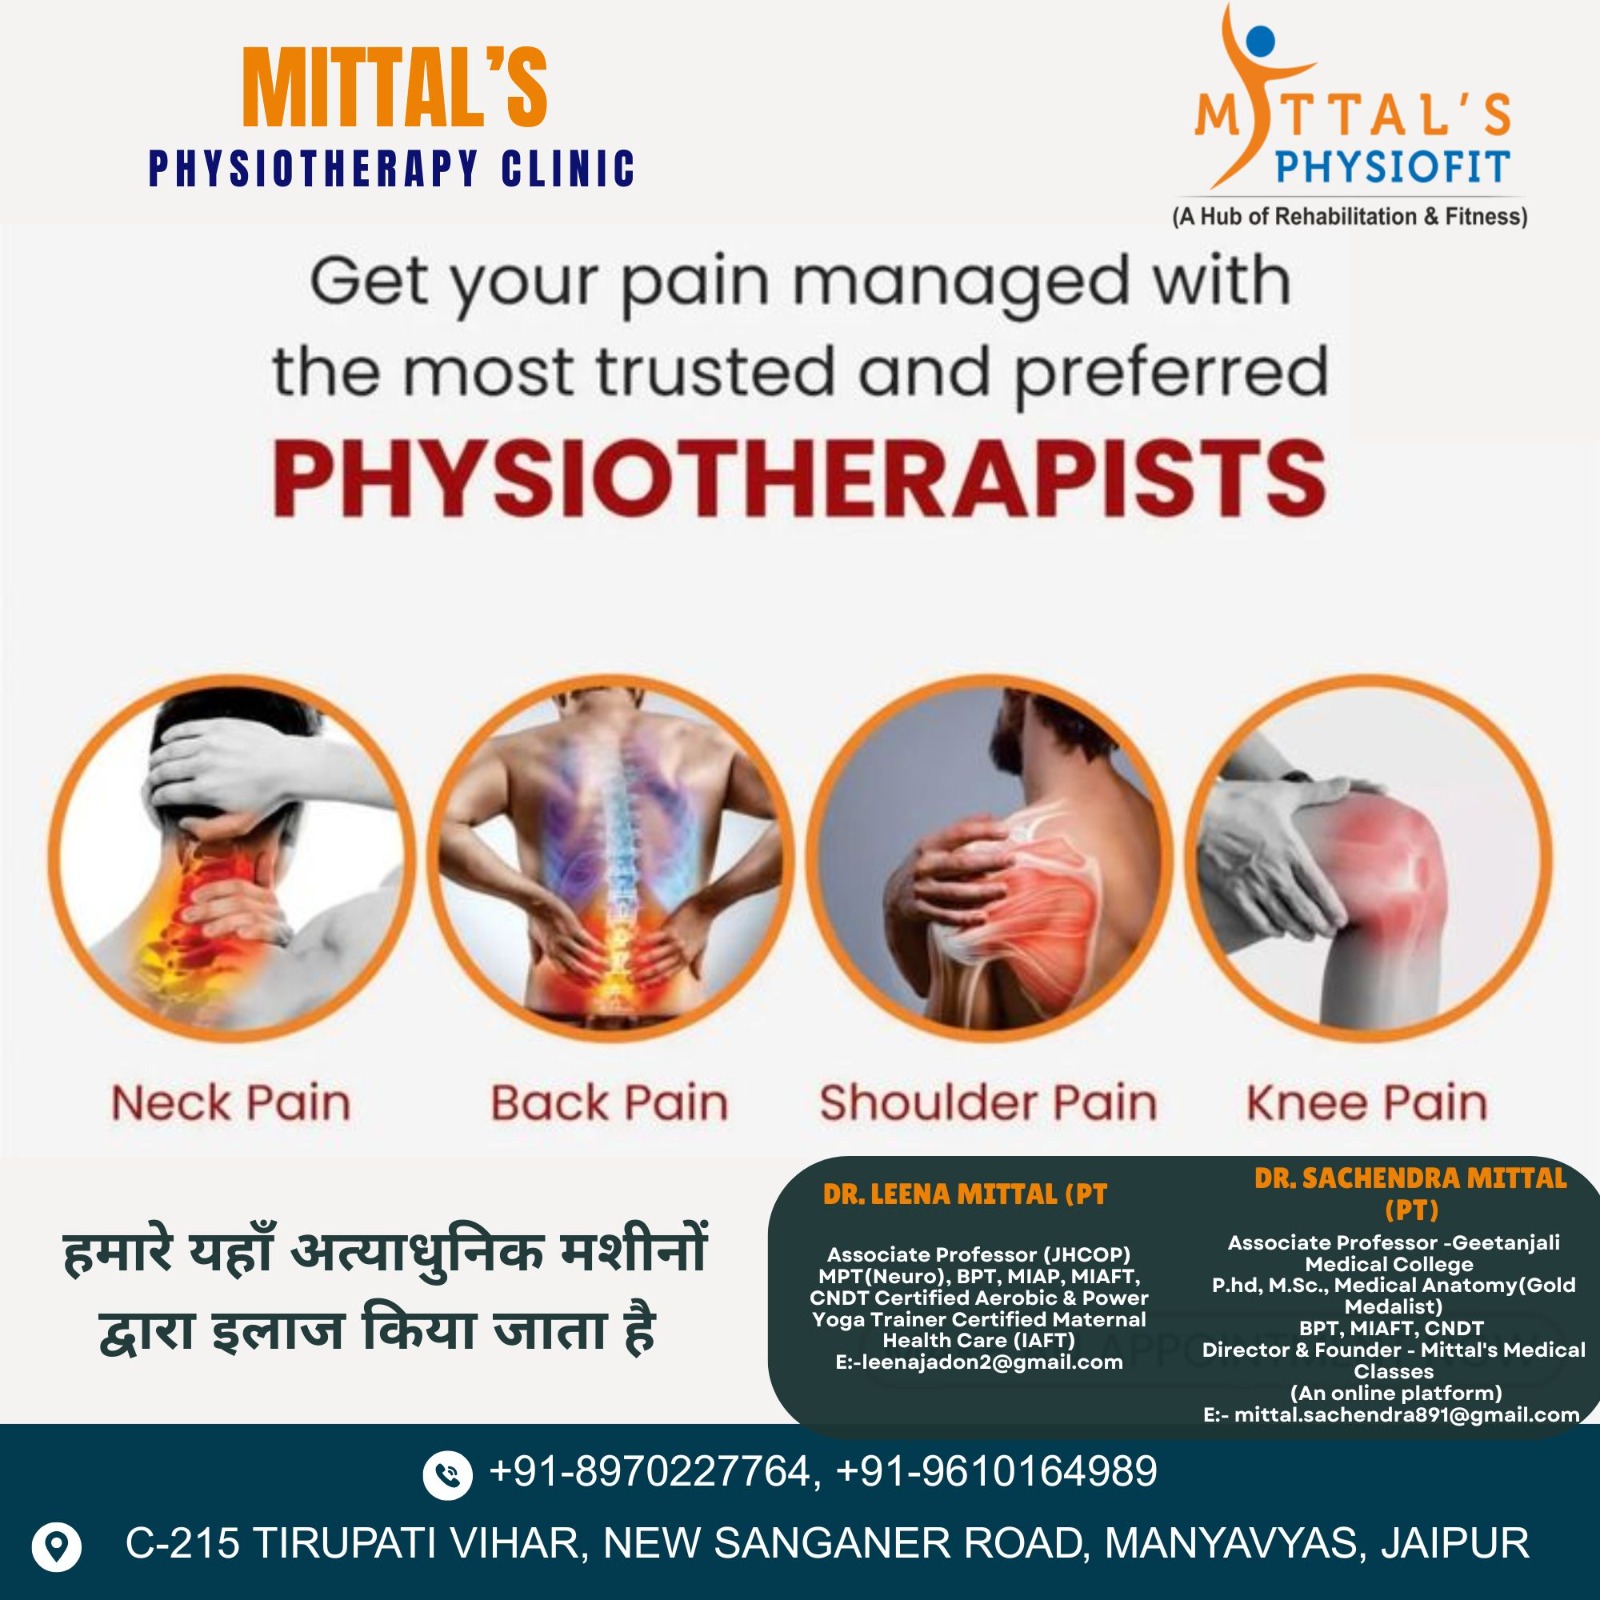 MITTAL'S
PHYSIOTHERAPY CLINIC
MITTAL'S
PHYSIOFIT
(A Hub of Rehabilitation & Fitness)
Get your pain managed with
the most trusted and preferred
PHYSIOTHERAPISTS
Neck Pain
Back Pain
Shoulder Pain
Knee Pain
हमारे यहाँ अत्याधुनिक मशीनों
द्वारा इलाज किया जाता है
DR. LEENA MITTAL (PT
Associate Professor (JHCOP)
MPT(Neuro), BPT, MIAP, MIAFT,
CNDT Certified Aerobic & Power
Yoga Trainer Certified Maternal
Health Care (IAFT)
E:-leenajadon2@gmail.com
DR. SACHENDRA MITTAL
(PT)
Associate Professor -Geetanjali
Medical College
P.hd, M.Sc., Medical Anatomy(Gold
Medalist)
BPT, MIAFT, CNDT
Director & Founder - Mittal's Medical
Classes
(An online platform)
E:- mittal.sachendra891@gmail.com
+91-8970227764, +91-9610164989
C-215 TIRUPATI VIHAR, NEW SANGANER ROAD, MANYAVYAS, JAIPUR